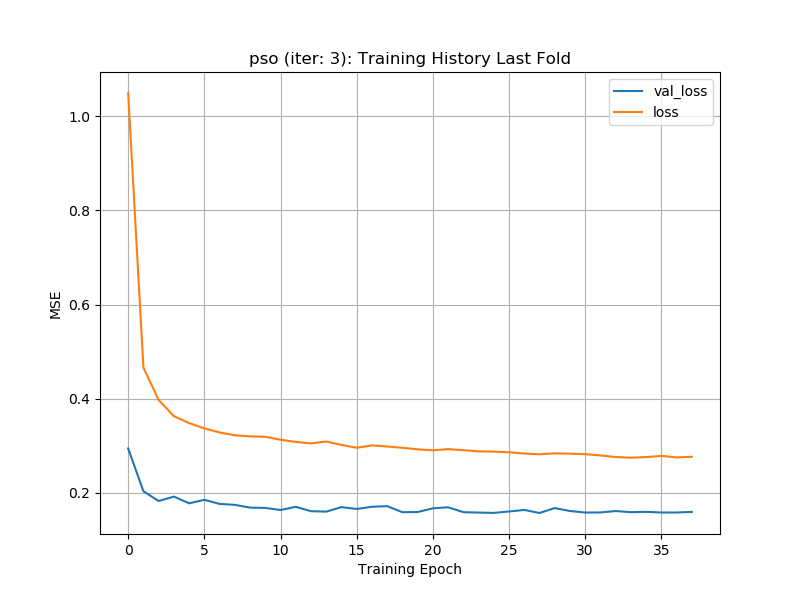 pso (iter: 3): Training History Last Fold
val_loss
loss
MSE
1.0
0.8
0.6
0.4
0.2
0 5 10 15 20 25 30 35
Training Epoch